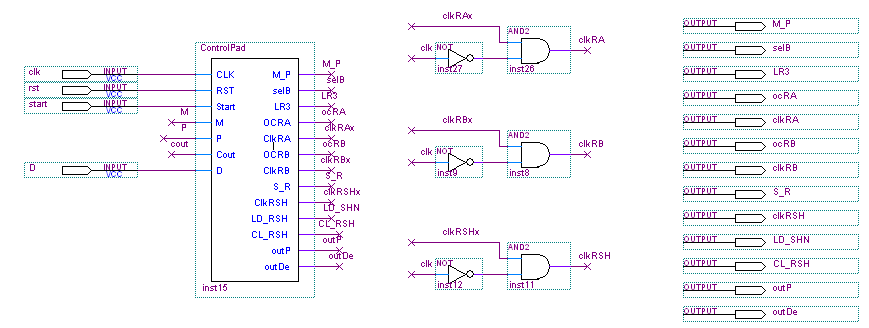 clk INPUT VCC
rst INPUT VCC
start INPUT VCC
M
P
cout
D INPUT VCC
ControlPad
CLK M_P M_P
RST selB selB
Start LR3 LR3
M OCRA ocRA
P ClkRA clkRAx
Cout OCRB ocRB
D ClkRB clkRBx
S_R S_R
ClkRSH clkRSHx
LD_RSH LD_SHN
CL_RSH CL_RSH
outP outP
outDe outDe
inst15
clkRAx
clk NOT AND2 clkRA
inst27 inst26
clkRBx
clk NOT AND2 clkRB
inst9 inst8
clkRSHx
clk NOT AND2 clkRSH
inst12 inst11
OUTPUT M_P
OUTPUT selB
OUTPUT LR3
OUTPUT ocRA
OUTPUT clkRA
OUTPUT ocRB
OUTPUT clkRB
OUTPUT S_R
OUTPUT clkRSH
OUTPUT LD_SHN
OUTPUT CL_RSH
OUTPUT outP
OUTPUT outDe